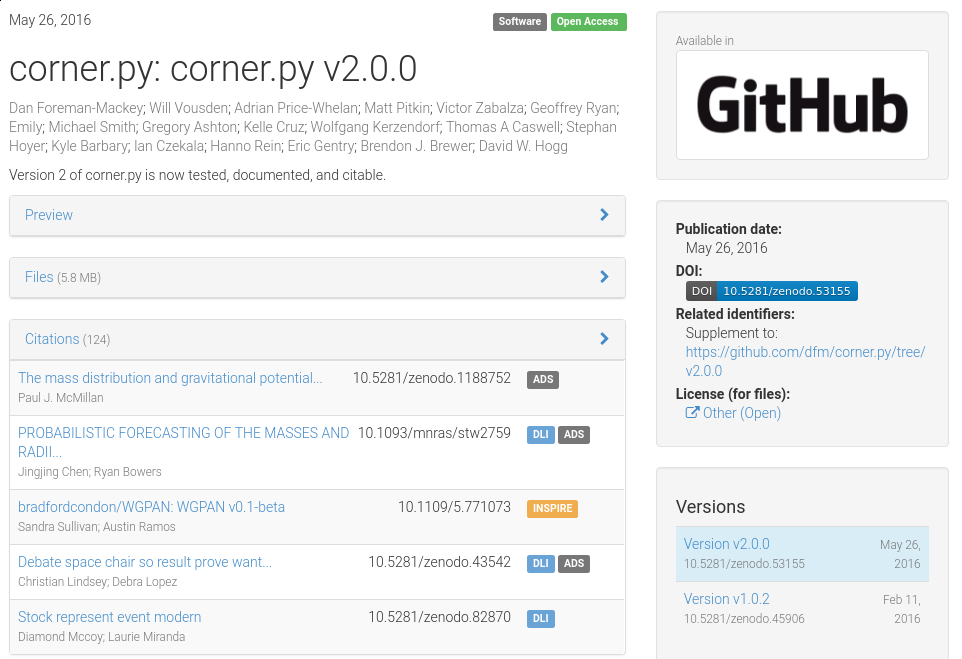 May 26, 2016
Software
Open Access
corner.py: corner.py v2.0.0
Dan Foreman-Mackey; Will Vousden; Adrian Price-Whelan; Matt Pitkin; Victor Zabalza; Geoffrey Ryan;
Emily; Michael Smith; Gregory Ashton; Kelle Cruz; Wolfgang Kerzendorf; Thomas A Caswell; Stephan
Hoyer; Kyle Barbary; Ian Czekala; Hanno Rein; Eric Gentry; Brendon J. Brewer; David W. Hogg
Version 2 of corner.py is now tested, documented, and citable.
Preview
Files (5.8 MB)
Citations (124)
The mass distribution and gravitational potential... 10.5281/zenodo.1188752 ADS
Paul J. McMillan
PROBABILISTIC FORECASTING OF THE MASSES AND 10.1093/mnras/stw2759 DLI ADS
RADII...
Jingjing Chen; Ryan Bowers
bradfordcondon/WGPAN: WGPAN v0.1-beta 10.1109/5.771073 INSPIRE
Sandra Sullivan; Austin Ramos
Debate space chair so result prove want... 10.5281/zenodo.43542 DLI ADS
Christian Lindsey; Debra Lopez
Stock represent event modern 10.5281/zenodo.82870 DLI
Diamond Mccoy; Laurie Miranda
Available in
GitHub
Publication date:
May 26, 2016
DOI:
DOI 10.5281/zenodo.53155
Related identifiers:
Supplement to:
https://github.com/dfm/corner.py/tree/
v2.0.0
License (for files):
Other (Open)
Versions
Version v2.0.0 May 26,
10.5281/zenodo.53155 2016
Version v1.0.2 Feb 11,
10.5281/zenodo.45906 2016